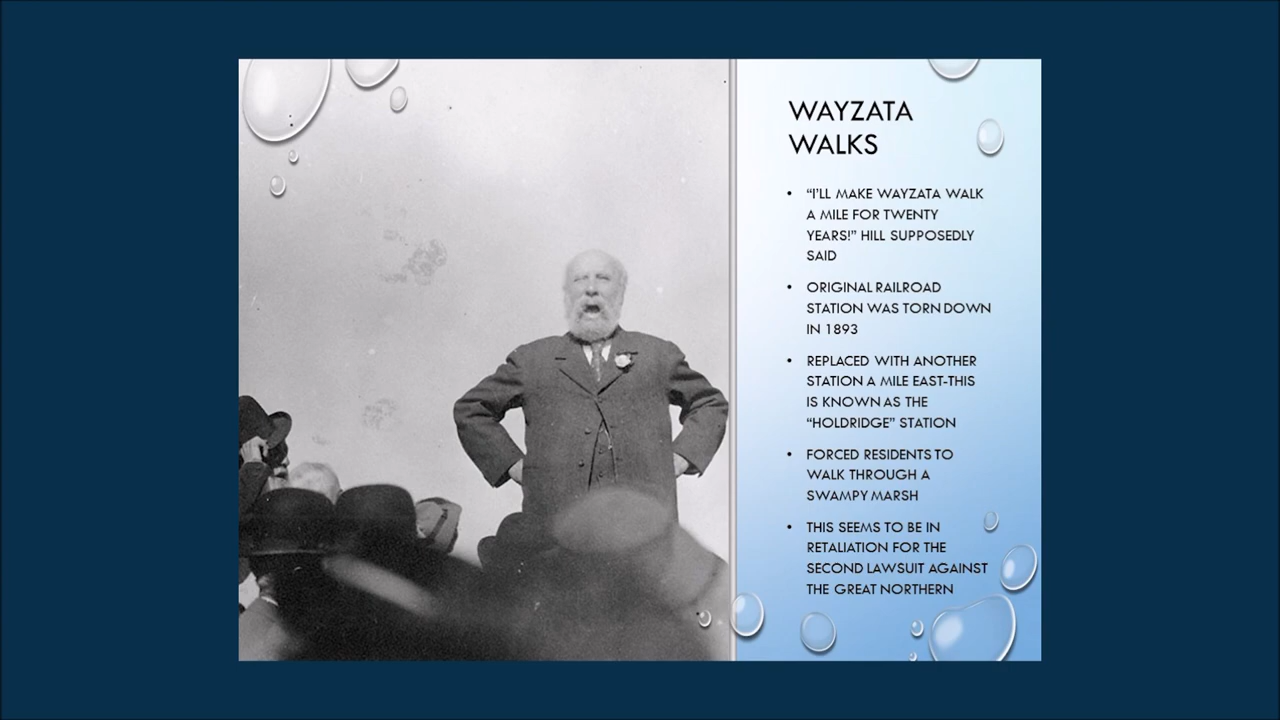 WAYZATA
WALKS
• “I’LL MAKE WAYZATA WALK
A MILE FOR TWENTY
YEARS!” HILL SUPPOSEDLY
SAID
• ORIGINAL RAILROAD
STATION WAS TORN DOWN
IN 1893
• REPLACED WITH ANOTHER
STATION A MILE EAST-THIS
IS KNOWN AS THE
“HOLDRIDGE” STATION
• FORCED RESIDENTS TO
WALK THROUGH A
SWAMPY MARSH
• THIS SEEMS TO BE IN
RETALIATION FOR THE
SECOND LAWSUIT AGAINST
THE GREAT NORTHERN